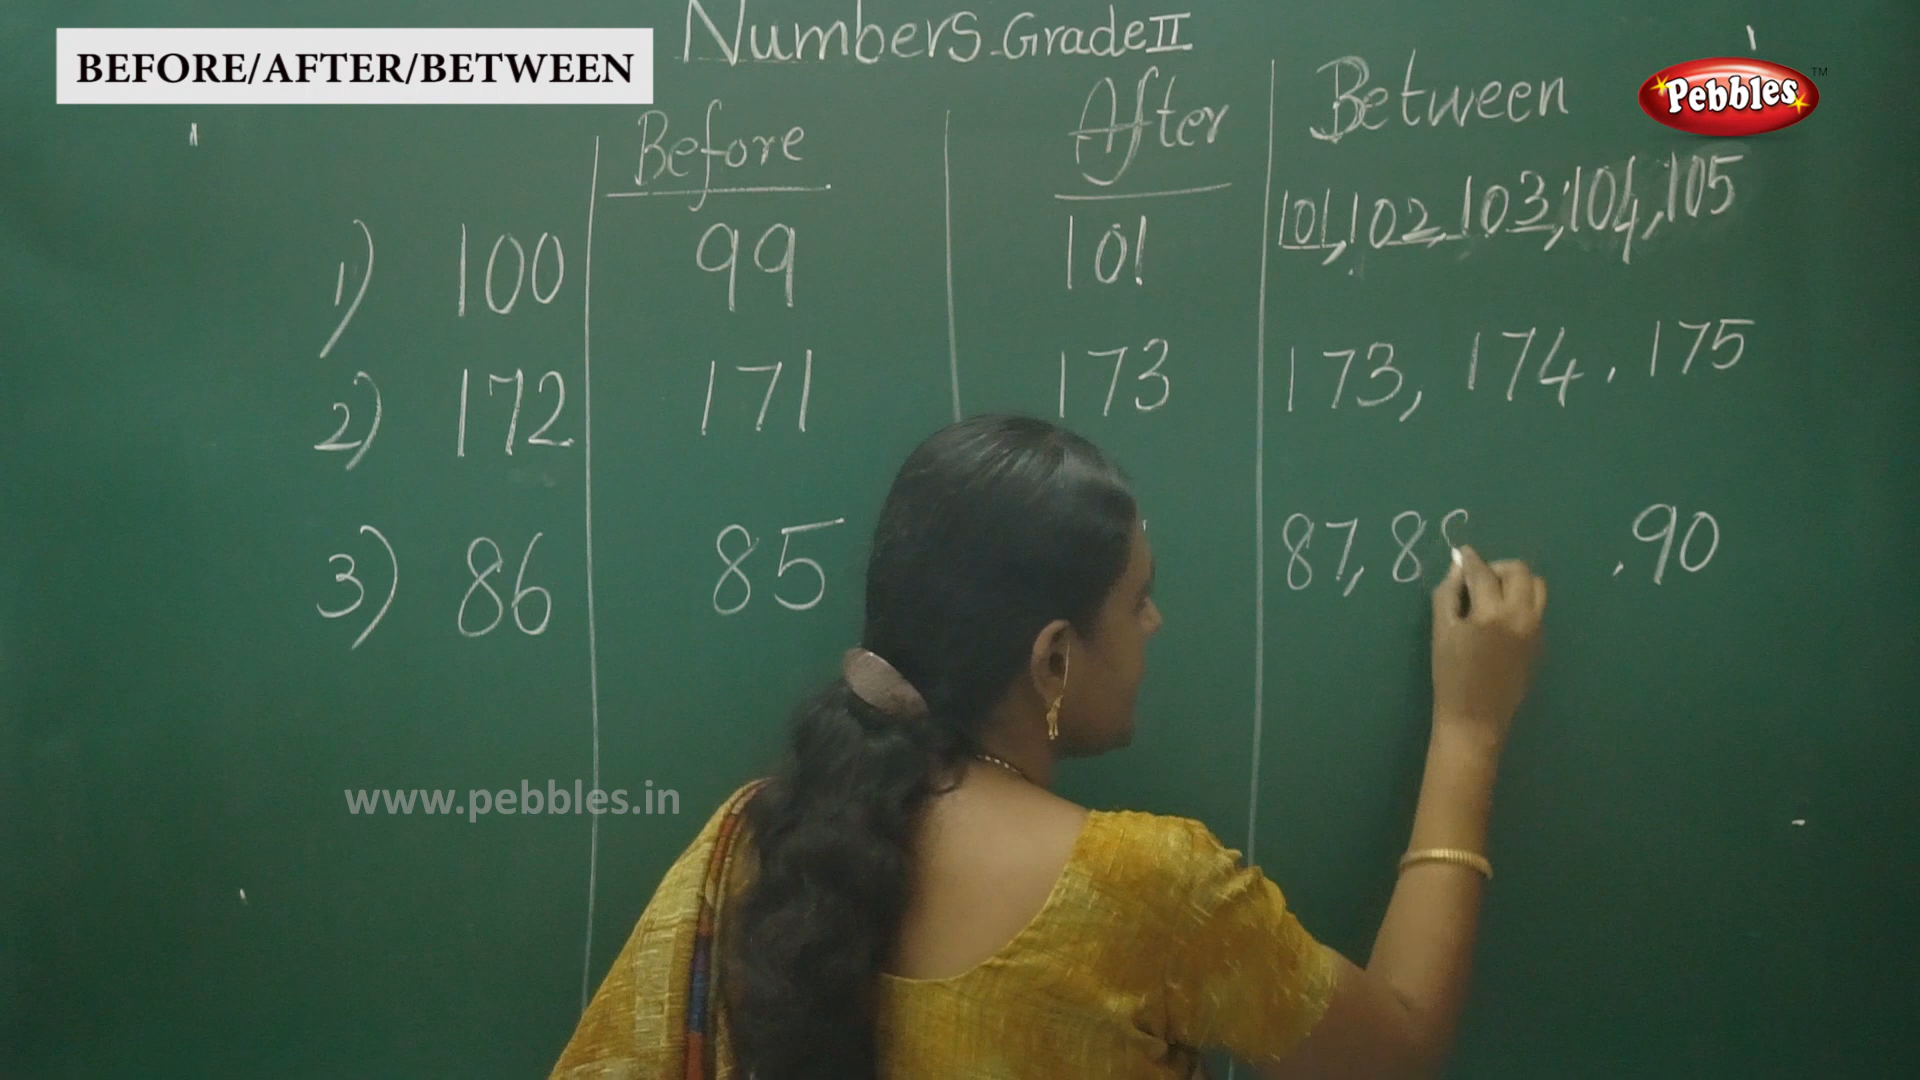 BEFORE/AFTER/BETWEEN
Numbers Grade II
Pebbles™
Before After Between
1) 100 99 101 101, 102, 103, 104, 105
2) 172 171 173 173, 174, 175
3) 86 85 87, 88 , 90
www.pebbles.in